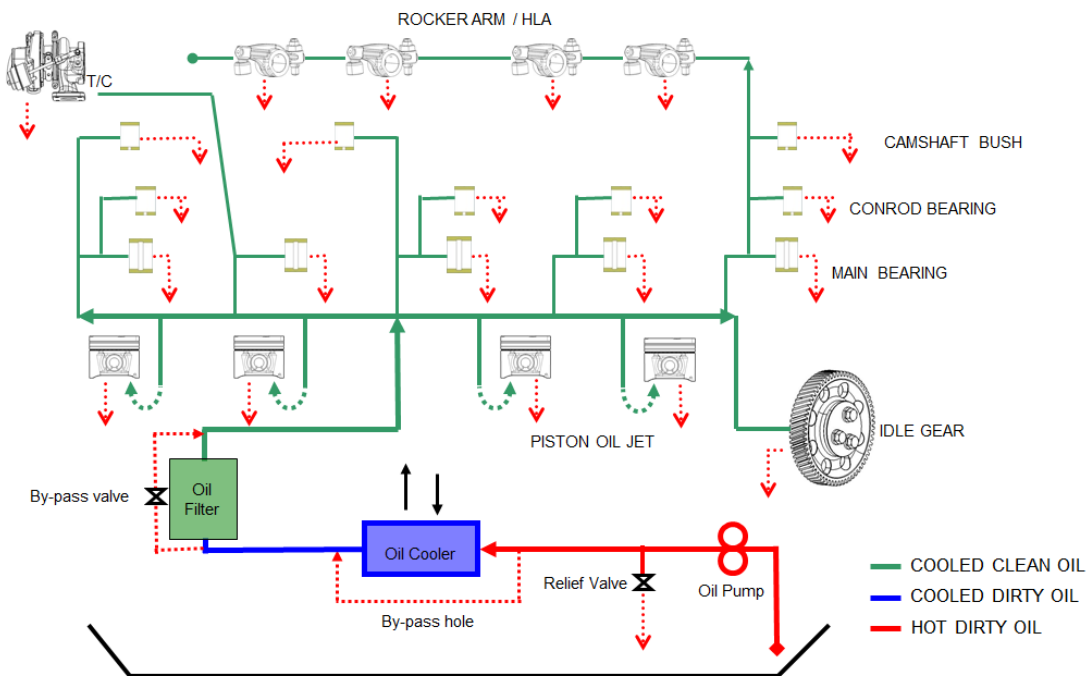 ROCKER ARM / HLA
T/C
CAMSHAFT BUSH
CONROD BEARING
MAIN BEARING
PISTON OIL JET
IDLE GEAR
By-pass valve
Oil
Filter
Oil Cooler
Relief Valve
Oil Pump
By-pass hole
COOLED CLEAN OIL
COOLED DIRTY OIL
HOT DIRTY OIL